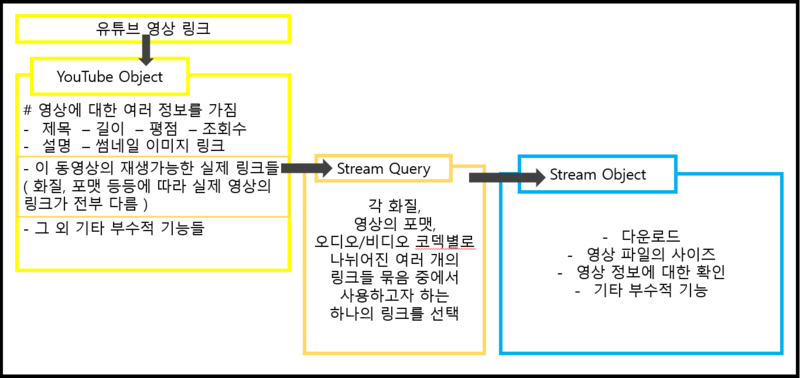 유튜브 영상 링크
YouTube Object
# 영상에 대한 여러 정보를 가짐
- 제목 – 길이 – 평점 – 조회수
- 설명 – 썸네일 이미지 링크
- 이 동영상의 재생가능한 실제 링크들
( 화질, 포맷 등등에 따라 실제 영상의
링크가 전부 다름 )
- 그 외 기타 부수적 기능들
Stream Query
각 화질,
영상의 포맷,
오디오/비디오 코덱별로
나뉘어진 여러 개의
링크들 묶음 중에서
사용하고자 하는
하나의 링크를 선택
Stream Object
- 다운로드
- 영상 파일의 사이즈
- 영상 정보에 대한 확인
- 기타 부수적 기능